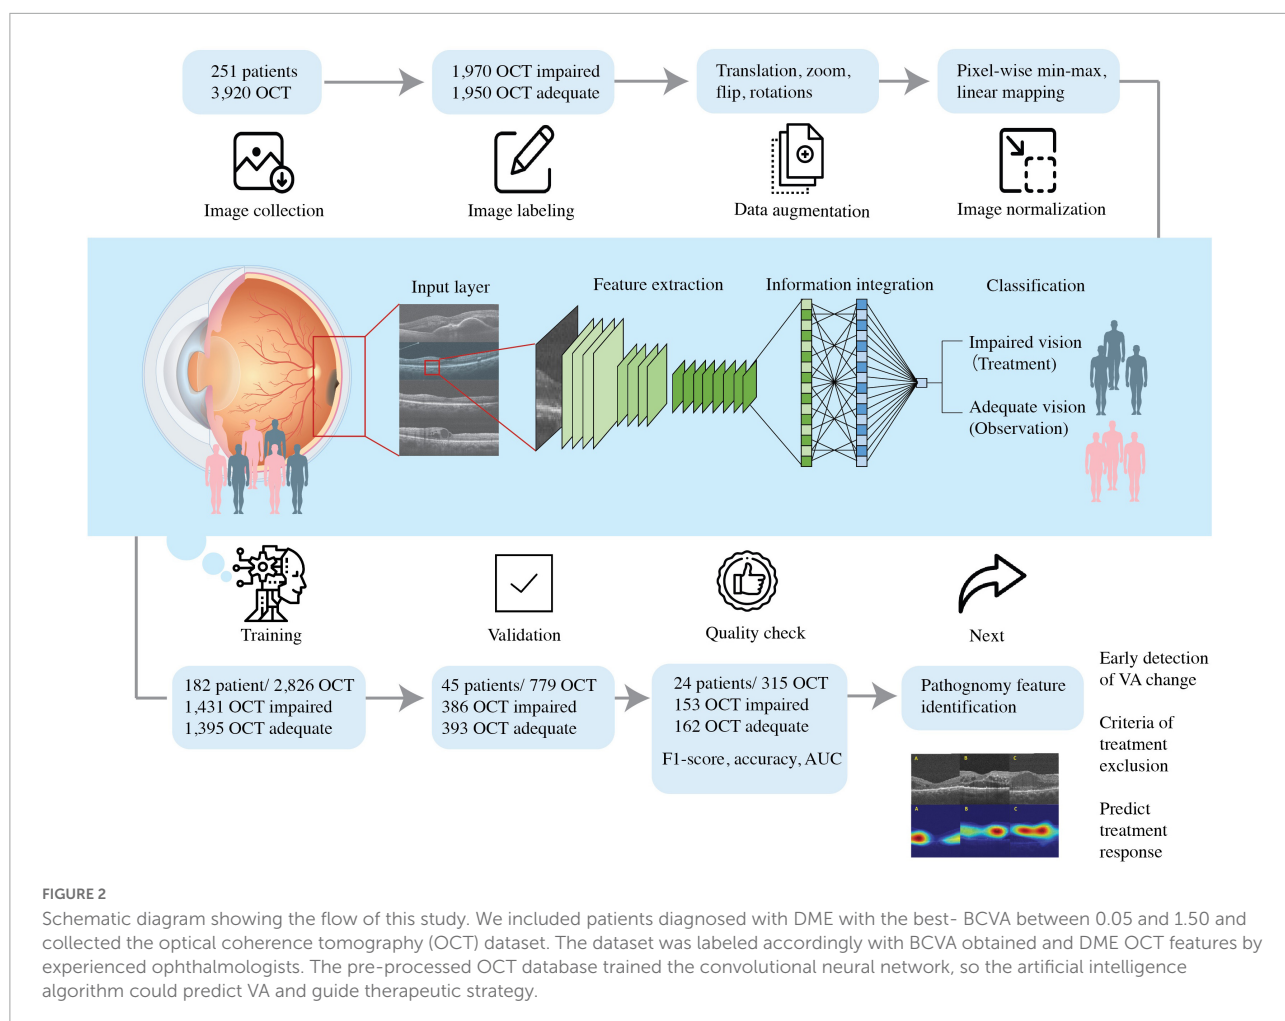 251 patients
3,920 OCT
1,970 OCT impaired
1,950 OCT adequate
Translation, zoom,
flip, rotations
Pixel-wise min-max,
linear mapping
Image collection
Image labeling
Data augmentation
Image normalization
Input layer
Feature extraction
Information integration
Classification
Impaired vision
(Treatment)
Adequate vision
(Observation)
Training
Validation
Quality check
Next
182 patient/ 2,826 OCT
1,431 OCT impaired
1,395 OCT adequate
45 patients/ 779 OCT
386 OCT impaired
393 OCT adequate
24 patients/ 315 OCT
153 OCT impaired
162 OCT adequate
F1-score, accuracy, AUC
Pathognomy feature
identification
A B C
A B C
Early detection
of VA change
Criteria of
treatment
exclusion
Predict
treatment
response
FIGURE 2
Schematic diagram showing the flow of this study. We included patients diagnosed with DME with the best- BCVA between 0.05 and 1.50 and
collected the optical coherence tomography (OCT) dataset. The dataset was labeled accordingly with BCVA obtained and DME OCT features by
experienced ophthalmologists. The pre-processed OCT database trained the convolutional neural network, so the artificial intelligence
algorithm could predict VA and guide therapeutic strategy.